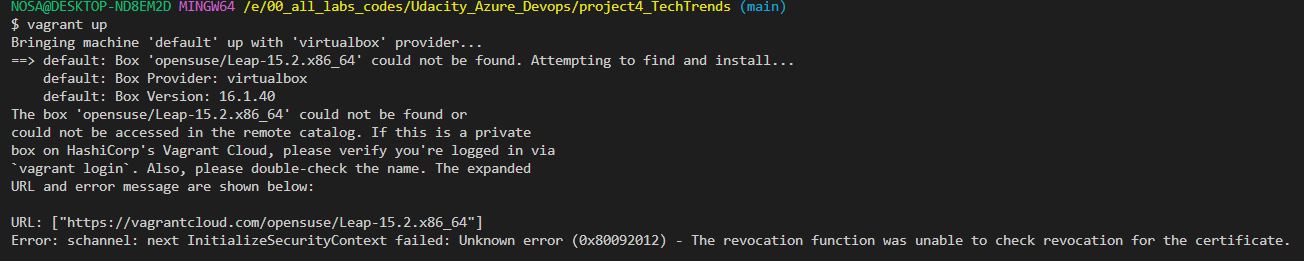 NOSA@DESKTOP-ND8EM2D MINGW64 /e/00_all_labs_codes/Udacity_Azure_Devops/project4_TechTrends (main)
$ vagrant up
Bringing machine 'default' up with 'virtualbox' provider...
==> default: Box 'opensuse/Leap-15.2.x86_64' could not be found. Attempting to find and install...
    default: Box Provider: virtualbox
    default: Box Version: 16.1.40
The box 'opensuse/Leap-15.2.x86_64' could not be found or
could not be accessed in the remote catalog. If this is a private
box on HashiCorp's Vagrant Cloud, please verify you're logged in via
`vagrant login`. Also, please double-check the name. The expanded
URL and error message are shown below:

URL: ["https://vagrantcloud.com/opensuse/Leap-15.2.x86_64"]
Error: schannel: next InitializeSecurityContext failed: Unknown error (0x80092012) - The revocation function was unable to check revocation for the certificate.